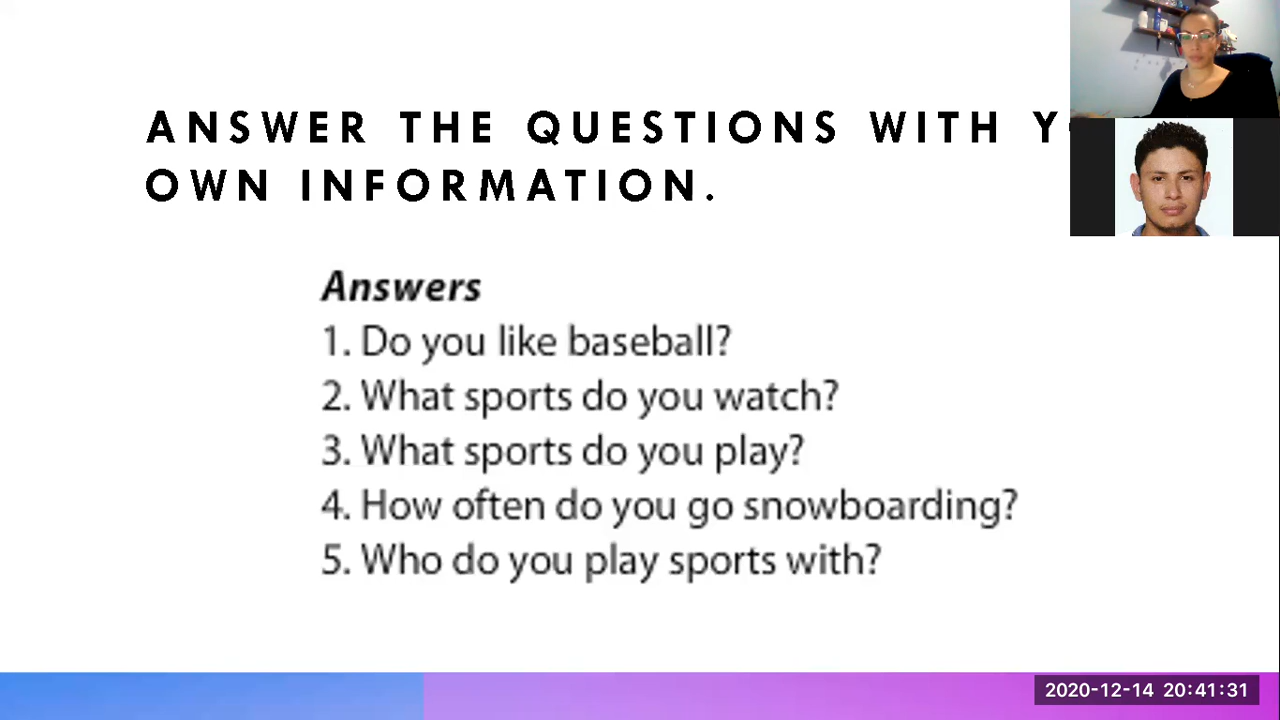 ANSWER THE QUESTIONS WITH
OWN INFORMATION.
Answers
1. Do you like baseball?
2. What sports do you watch?
3. What sports do you play?
4. How often do you go snowboarding?
5. Who do you play sports with?
2020-12-14 20:41:31